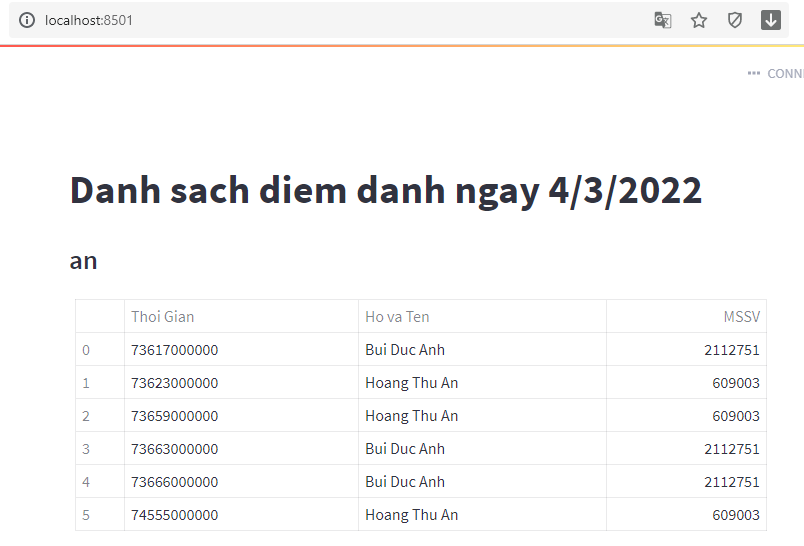 localhost:8501
CONNE
Danh sach diem danh ngay 4/3/2022
an
Thoi Gian Ho va Ten MSSV
0 73617000000 Bui Duc Anh 2112751
1 73623000000 Hoang Thu An 609003
2 73659000000 Hoang Thu An 609003
3 73663000000 Bui Duc Anh 2112751
4 73666000000 Bui Duc Anh 2112751
5 74555000000 Hoang Thu An 609003